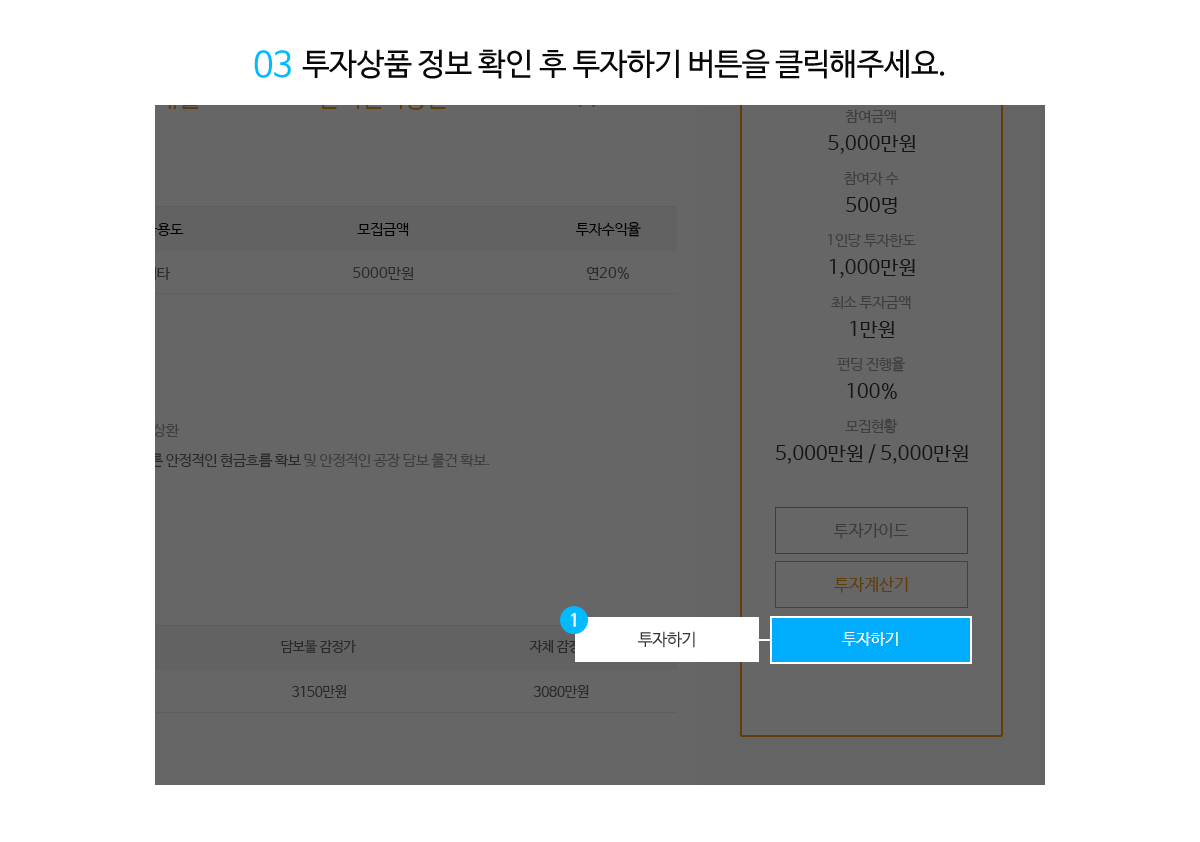 03 투자상품 정보 확인 후 투자하기 버튼을 클릭해주세요.
참여금액
5,000만원
참여자 수
500명
1인당 투자한도
1,000만원
최소 투자금액
1만원
펀딩 진행율
100%
모집현황
5,000만원 / 5,000만원
용도 모집금액 투자수익율
타 5000만원 연20%
상환
른 안정적인 현금흐름 확보 및 안정적인 공장 담보 물건 확보.
투자가이드
투자계산기
1 투자하기 투자하기
담보물 감정가 자체 감정
3150만원 3080만원